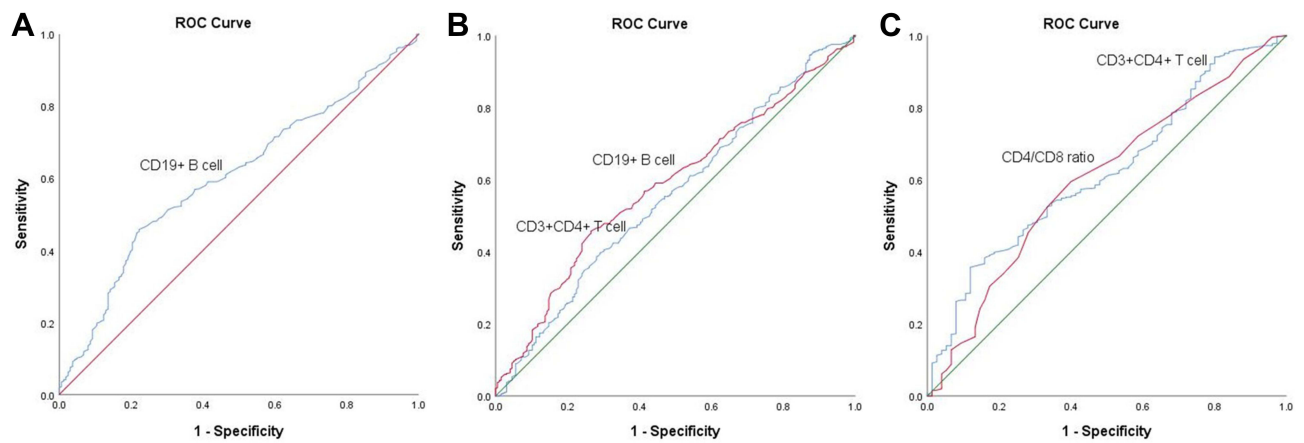 A
ROC Curve
1.0
0.8
0.6
0.4
0.2
0.0
CD19+ B cell
Sensitivity
0.0 0.2 0.4 0.6 0.8 1.0
1 - Specificity
B
ROC Curve
1.0
0.8
0.6
0.4
0.2
0.0
CD19+ B cell
CD3+CD4+ T cell
Sensitivity
0.0 0.2 0.4 0.6 0.8 1.0
1 - Specificity
C
ROC Curve
1.0
0.8
0.6
0.4
0.2
0.0
CD3+CD4+ T cell
CD4/CD8 ratio
Sensitivity
0.0 0.2 0.4 0.6 0.8 1.0
1 - Specificity